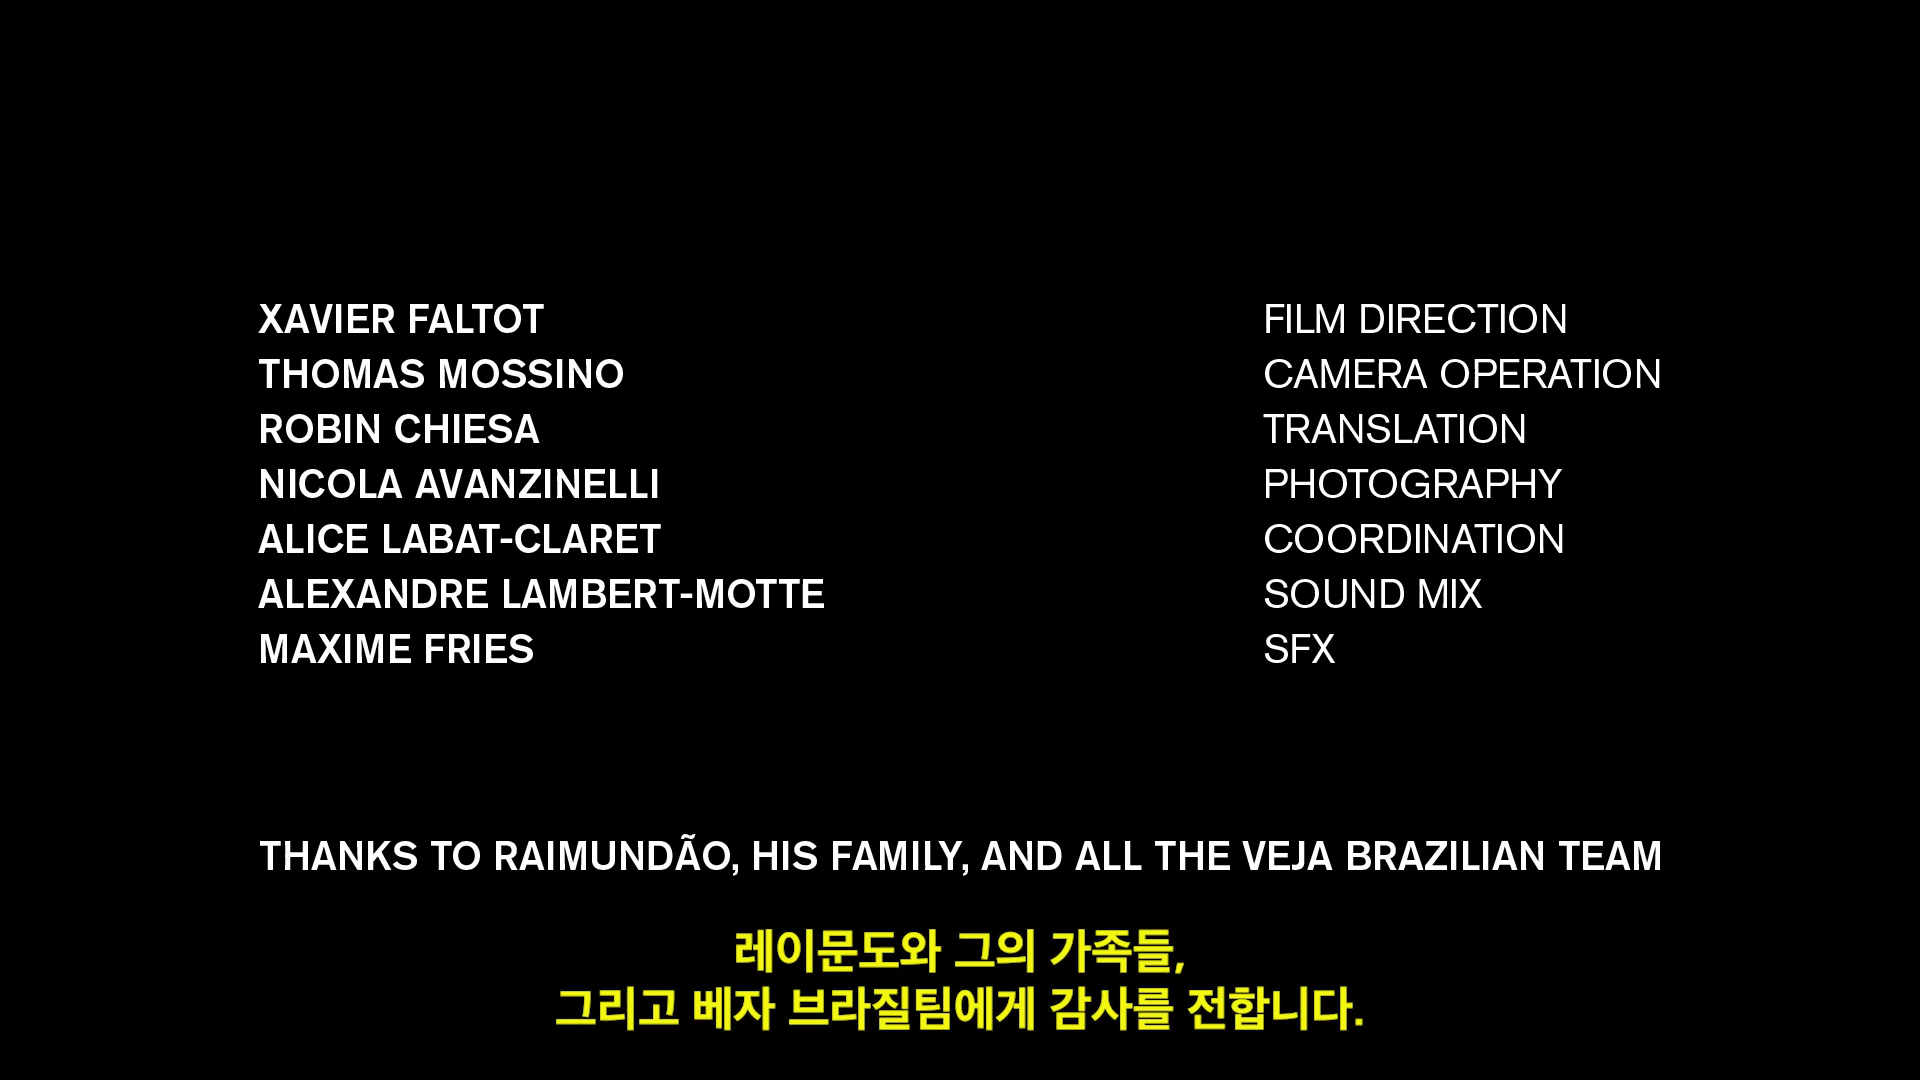 XAVIER FALTOT FILM DIRECTION
THOMAS MOSSINO CAMERA OPERATION
ROBIN CHIESA TRANSLATION
NICOLA AVANZINELLI PHOTOGRAPHY
ALICE LABAT-CLARET COORDINATION
ALEXANDRE LAMBERT-MOTTE SOUND MIX
MAXIME FRIES SFX
THANKS TO RAIMUNDÃO, HIS FAMILY, AND ALL THE VEJA BRAZILIAN TEAM
레이문도와 그의 가족들,
그리고 베자 브라질팀에게 감사를 전합니다.